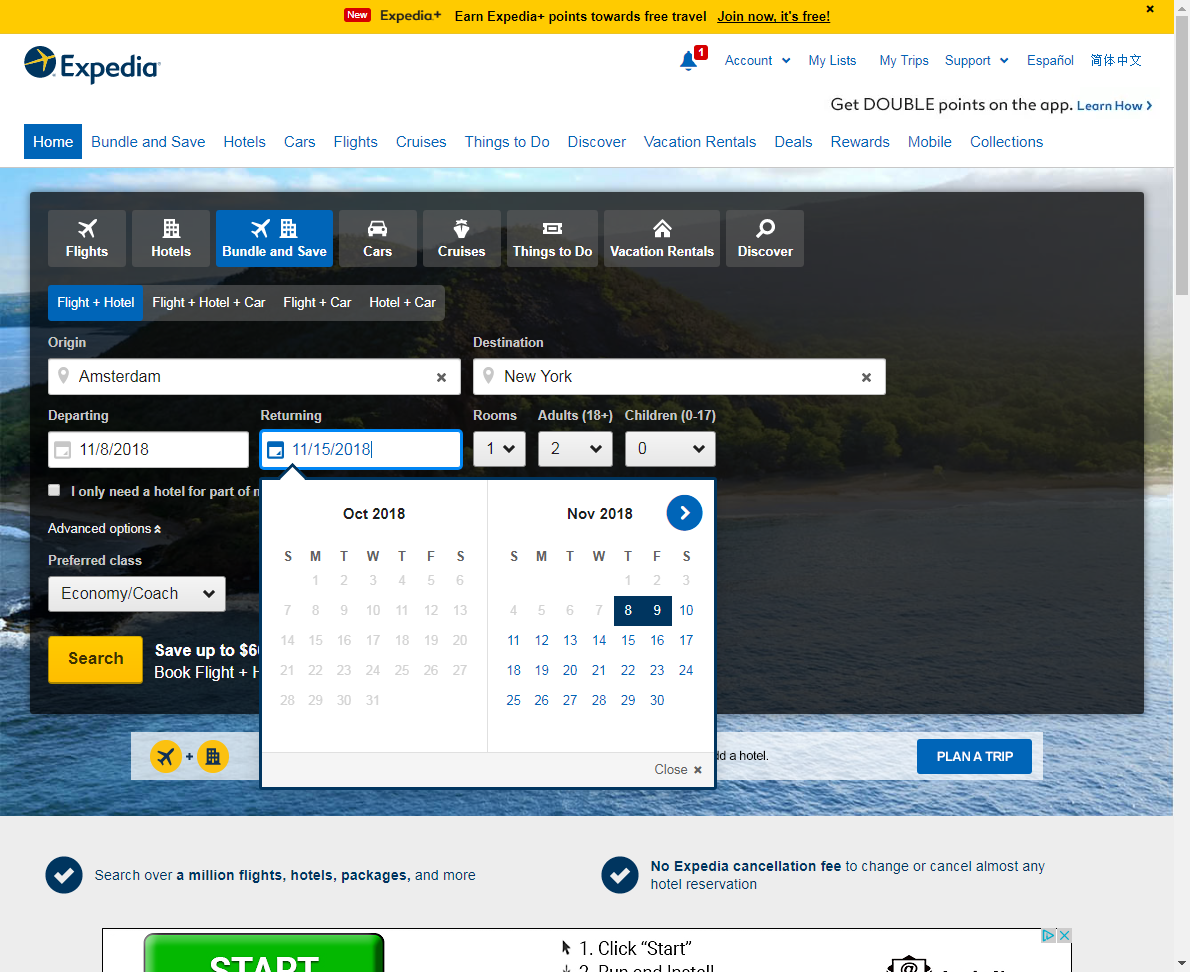 New Expedia+ Earn Expedia+ points towards free travel Join now, it's free!
Expedia
1 Account My Lists My Trips Support Español 简体中文
Get DOUBLE points on the app. Learn How
Home Bundle and Save Hotels Cars Flights Cruises Things to Do Discover Vacation Rentals Deals Rewards Mobile Collections
Flights Hotels Bundle and Save Cars Cruises Things to Do Vacation Rentals Discover
Flight + Hotel Flight + Hotel + Car Flight + Car Hotel + Car
Origin Destination
Amsterdam New York
Departing Returning Rooms Adults (18+) Children (0-17)
11/8/2018 11/15/2018 1 2 0
I only need a hotel for part of
Advanced options
Preferred class
Economy/Coach
Search
Save up to $6
Book Flight +
Oct 2018
S M T W T F S
1 2 3 4 5 6
7 8 9 10 11 12 13
14 15 16 17 18 19 20
21 22 23 24 25 26 27
28 29 30 31
Nov 2018
S M T W T F S
1 2 3
4 5 6 7 8 9 10
11 12 13 14 15 16 17
18 19 20 21 22 23 24
25 26 27 28 29 30
Close
+ a hotel. PLAN A TRIP
Search over a million flights, hotels, packages, and more
No Expedia cancellation fee to change or cancel almost any
hotel reservation
START
1. Click “Start”
2. Run and Install